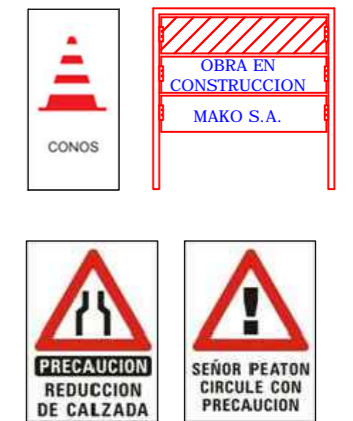 CONOS
OBRA EN
CONSTRUCCION
MAKO S.A.
PRECAUCION
REDUCCION
DE CALZADA
SEÑOR PEATON
CIRCULE CON
PRECAUCION